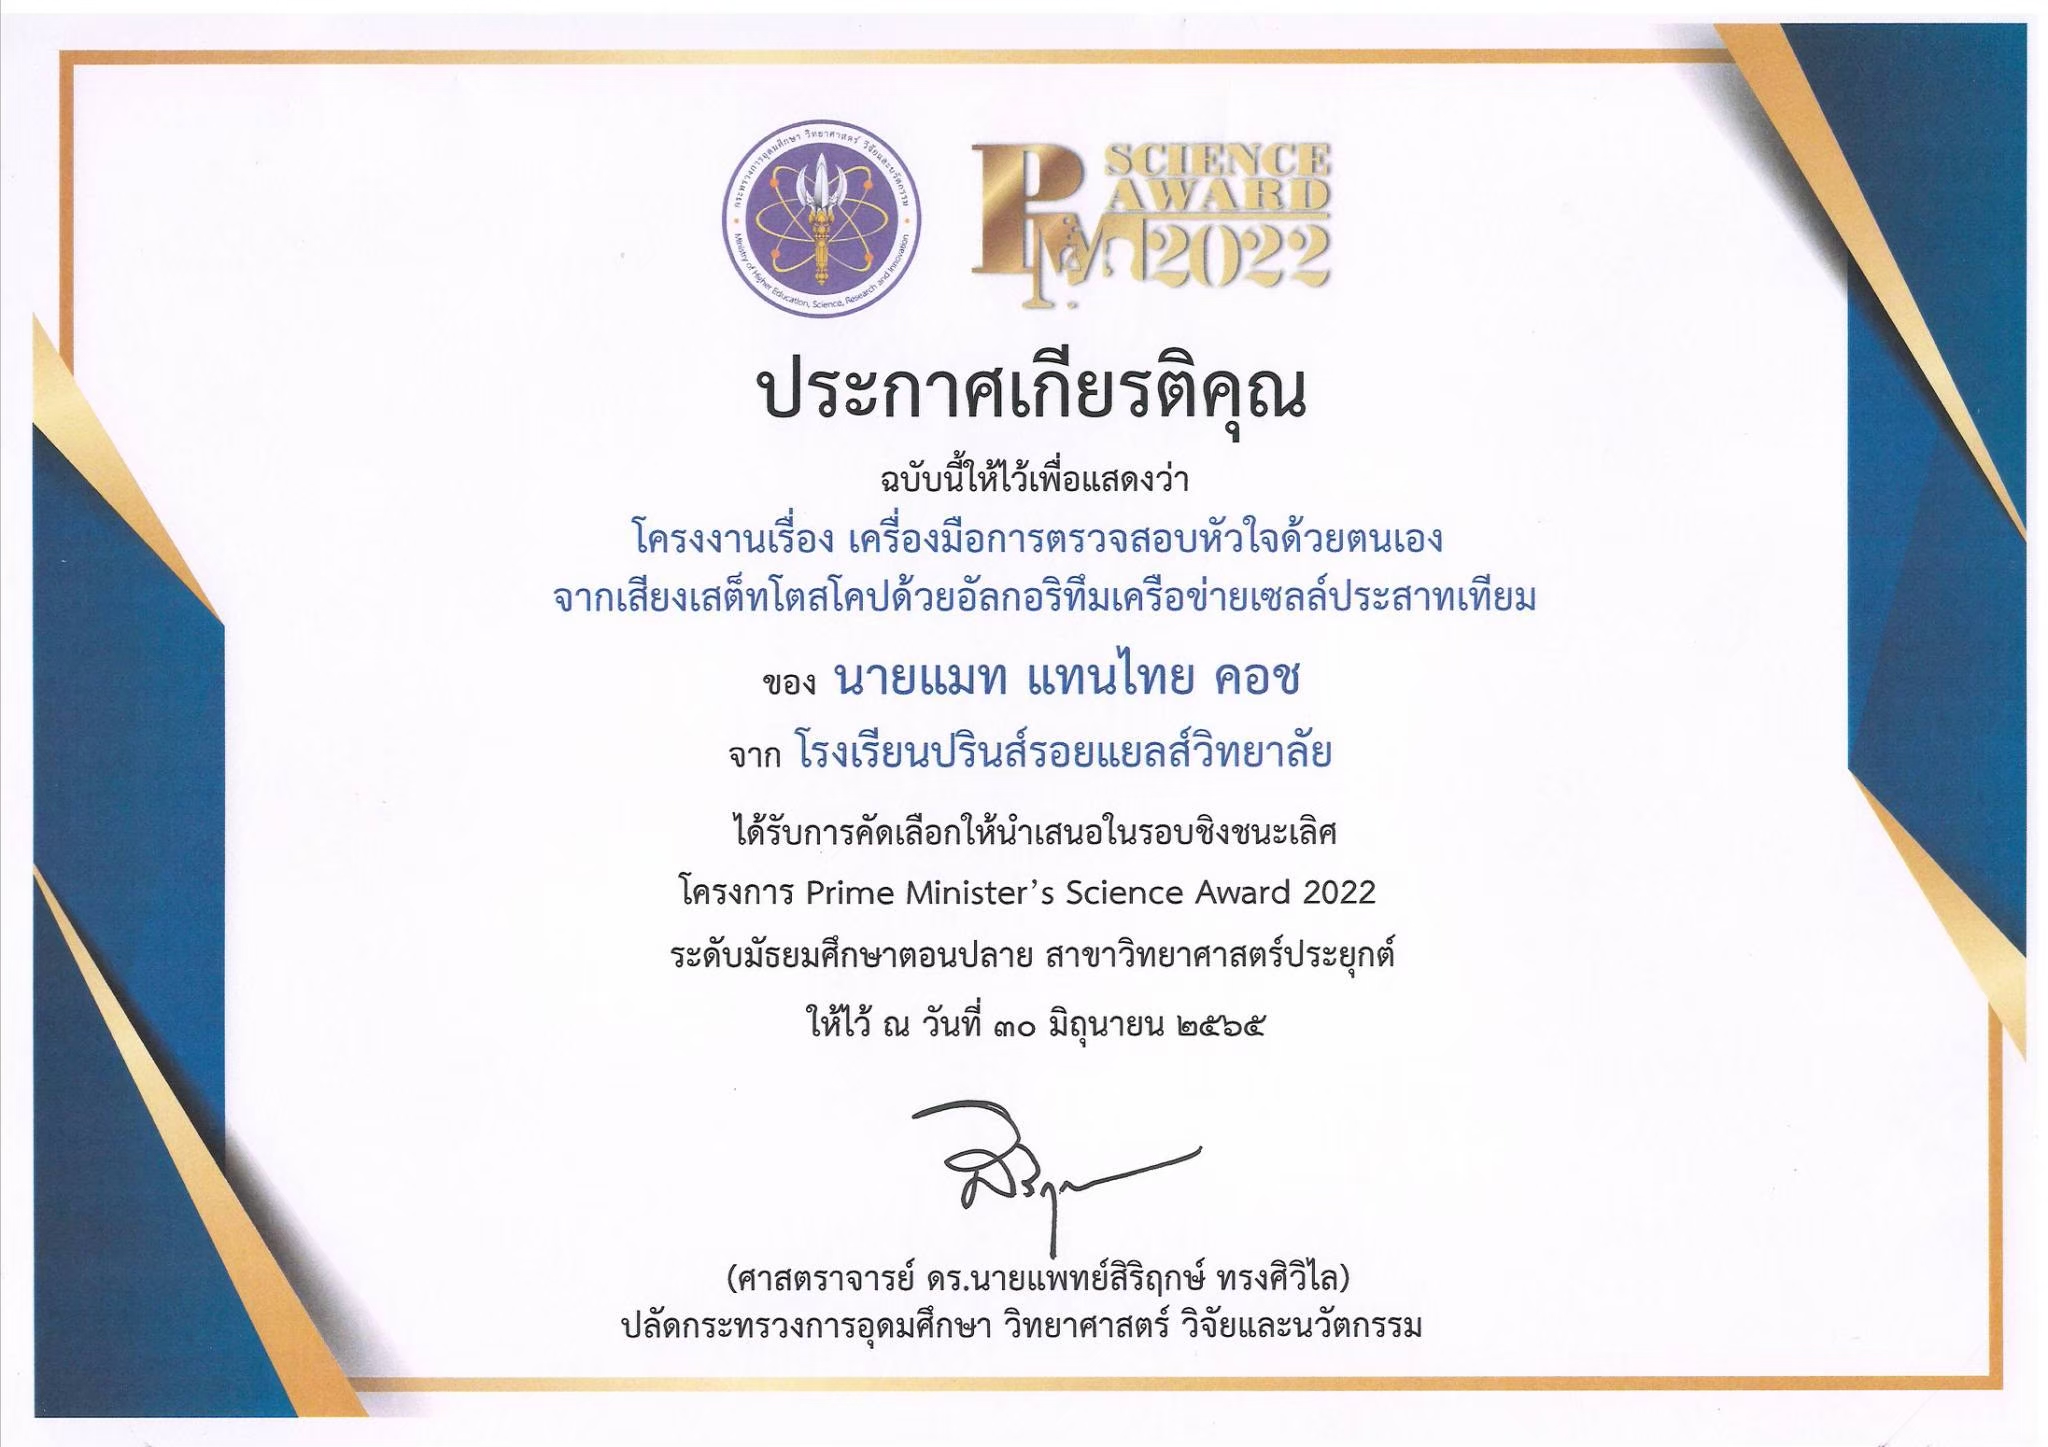 กระทรวงการอุดมศึกษา วิทยาศาสตร์ วิจัยและนวัตกรรม
Ministry of Higher Education, Science, Research and Innovation
PM SCIENCE
AWARD
2022
ประกาศเกียรติคุณ
ฉบับนี้ให้ไว้เพื่อแสดงว่า
โครงงานเรื่อง เครื่องมือการตรวจสอบหัวใจด้วยตนเอง
จากเสียงเสต็ทโตสโคปด้วยอัลกอริทึมเครือข่ายเซลล์ประสาทเทียม
ของ นายแมท แทนไทย คอช
จาก โรงเรียนปรินส์รอยแยลส์วิทยาลัย
ได้รับการคัดเลือกให้นำเสนอในรอบชิงชนะเลิศ
โครงการ Prime Minister’s Science Award 2022
ระดับมัธยมศึกษาตอนปลาย สาขาวิทยาศาสตร์ประยุกต์
ให้ไว้ ณ วันที่ ๓๐ มิถุนายน ๒๕๖๕
(ศาสตราจารย์ ดร.นายแพทย์สิริฤกษ์ ทรงศิวิไล)
ปลัดกระทรวงการอุดมศึกษา วิทยาศาสตร์ วิจัยและนวัตกรรม